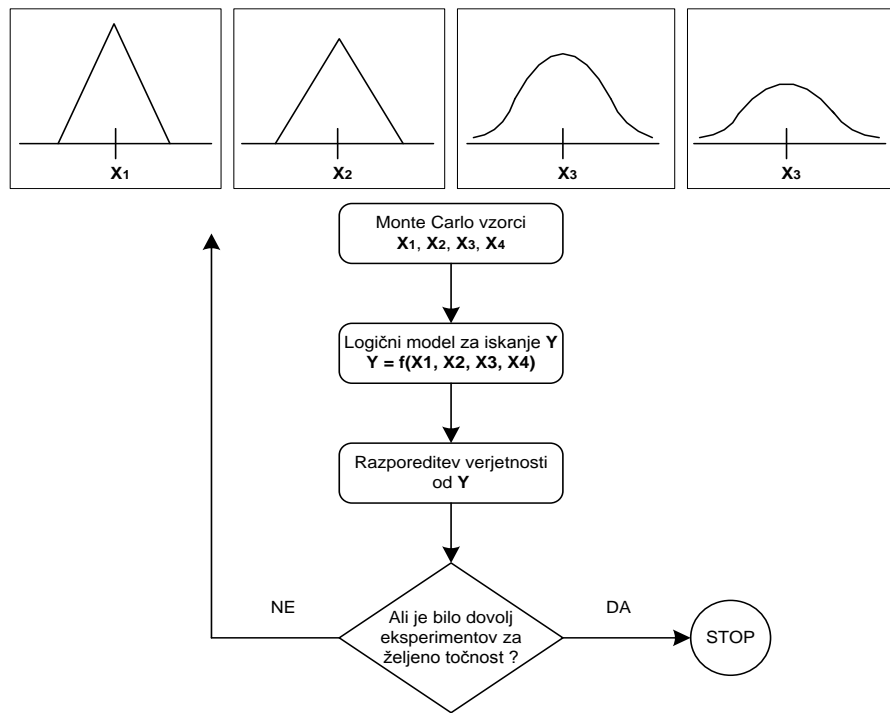 X1
X2
X3
X3
Monte Carlo vzorci
X1, X2, X3, X4
Logični model za iskanje Y
Y = f(X1, X2, X3, X4)
Razporeditev verjetnosti
od Y
NE
Ali je bilo dovolj
eksperimentov za
željeno točnost ?
DA
STOP